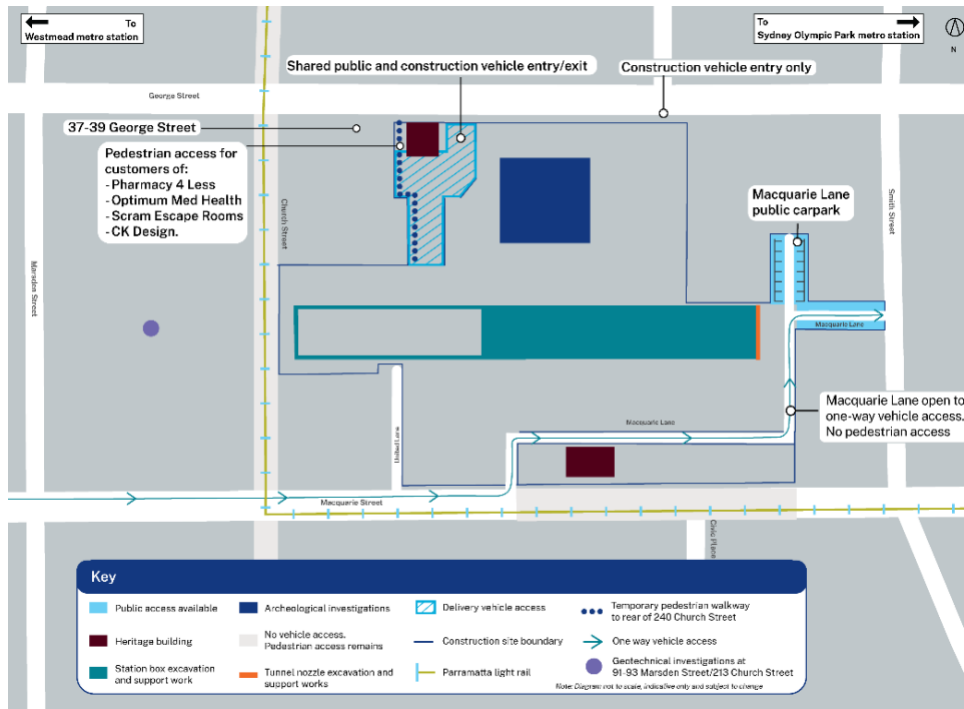 To
Westmead metro station
To
Sydney Olympic Park metro station
N
Shared public and construction vehicle entry/exit
Construction vehicle entry only
George Street
37-39 George Street
Pedestrian access for
customers of:
- Pharmacy 4 Less
- Optimum Med Health
- Scram Escape Rooms
- CK Design.
Macquarie Lane
public carpark
Church Street
Smith Street
Marsden Street
Macquarie Lane
Macquarie Lane open to
one-way vehicle access.
No pedestrian access
Macquarie Lane
United Lane
Macquarie Street
Civic Place
Key
Public access available
Archeological investigations
Delivery vehicle access
Temporary pedestrian walkway
to rear of 240 Church Street
Heritage building
No vehicle access.
Pedestrian access remains
Construction site boundary
One way vehicle access
Station box excavation
and support work
Tunnel nozzle excavation and
support works
Parramatta light rail
Geotechnical investigations at
91-93 Marsden Street/213 Church Street
Note: Diagram not to scale, indicative only and subject to change